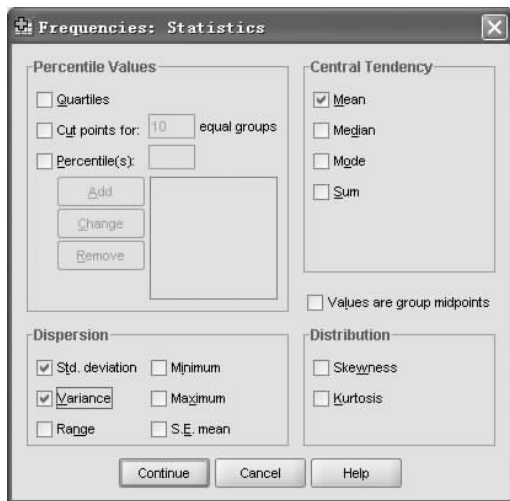 Frequencies: Statistics
Percentile Values
Quartiles
Cut points for: 10 equal groups
Percentile(s):
Add
Change
Remove
Central Tendency
Mean
Median
Mode
Sum
Values are group midpoints
Dispersion
Std. deviation
Minimum
Variance
Maximum
Range
S.E. mean
Distribution
Skewness
Kurtosis
Continue
Cancel
Help